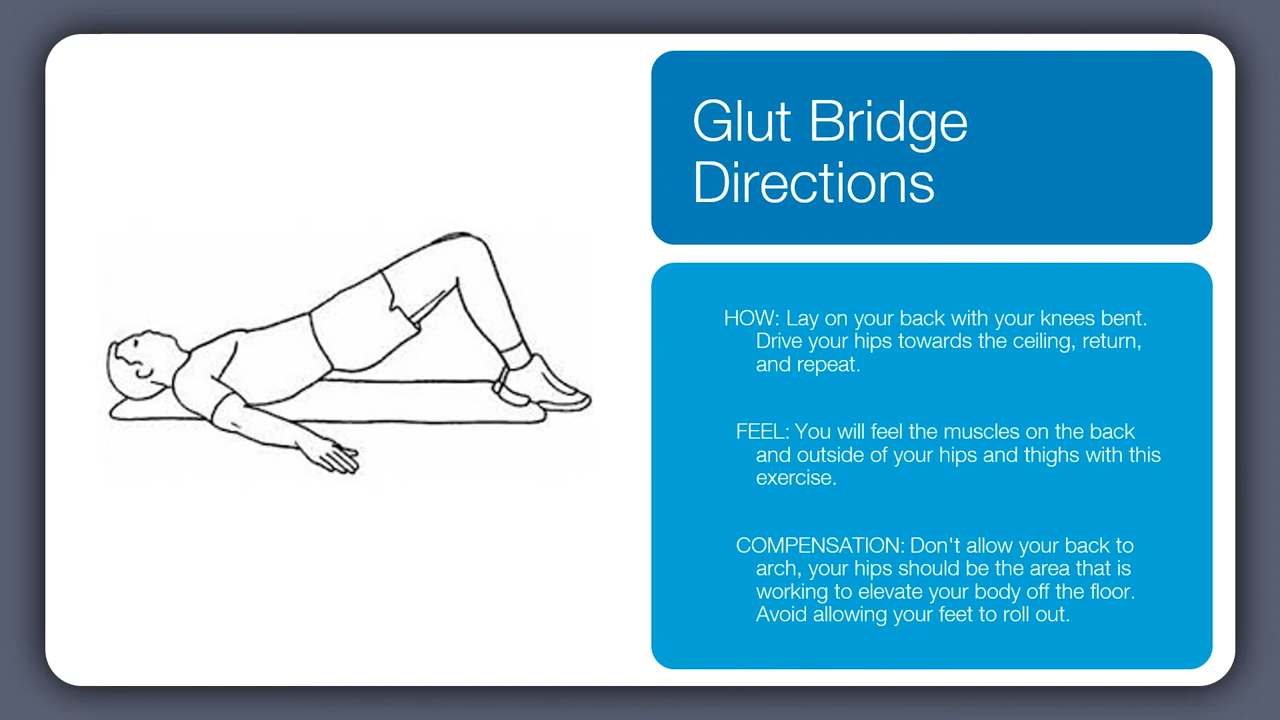 Glut Bridge
Directions
HOW: Lay on your back with your knees bent.
Drive your hips towards the ceiling, return,
and repeat.
FEEL: You will feel the muscles on the back
and outside of your hips and thighs with this
exercise.
COMPENSATION: Don't allow your back to
arch, your hips should be the area that is
working to elevate your body off the floor.
Avoid allowing your feet to roll out.